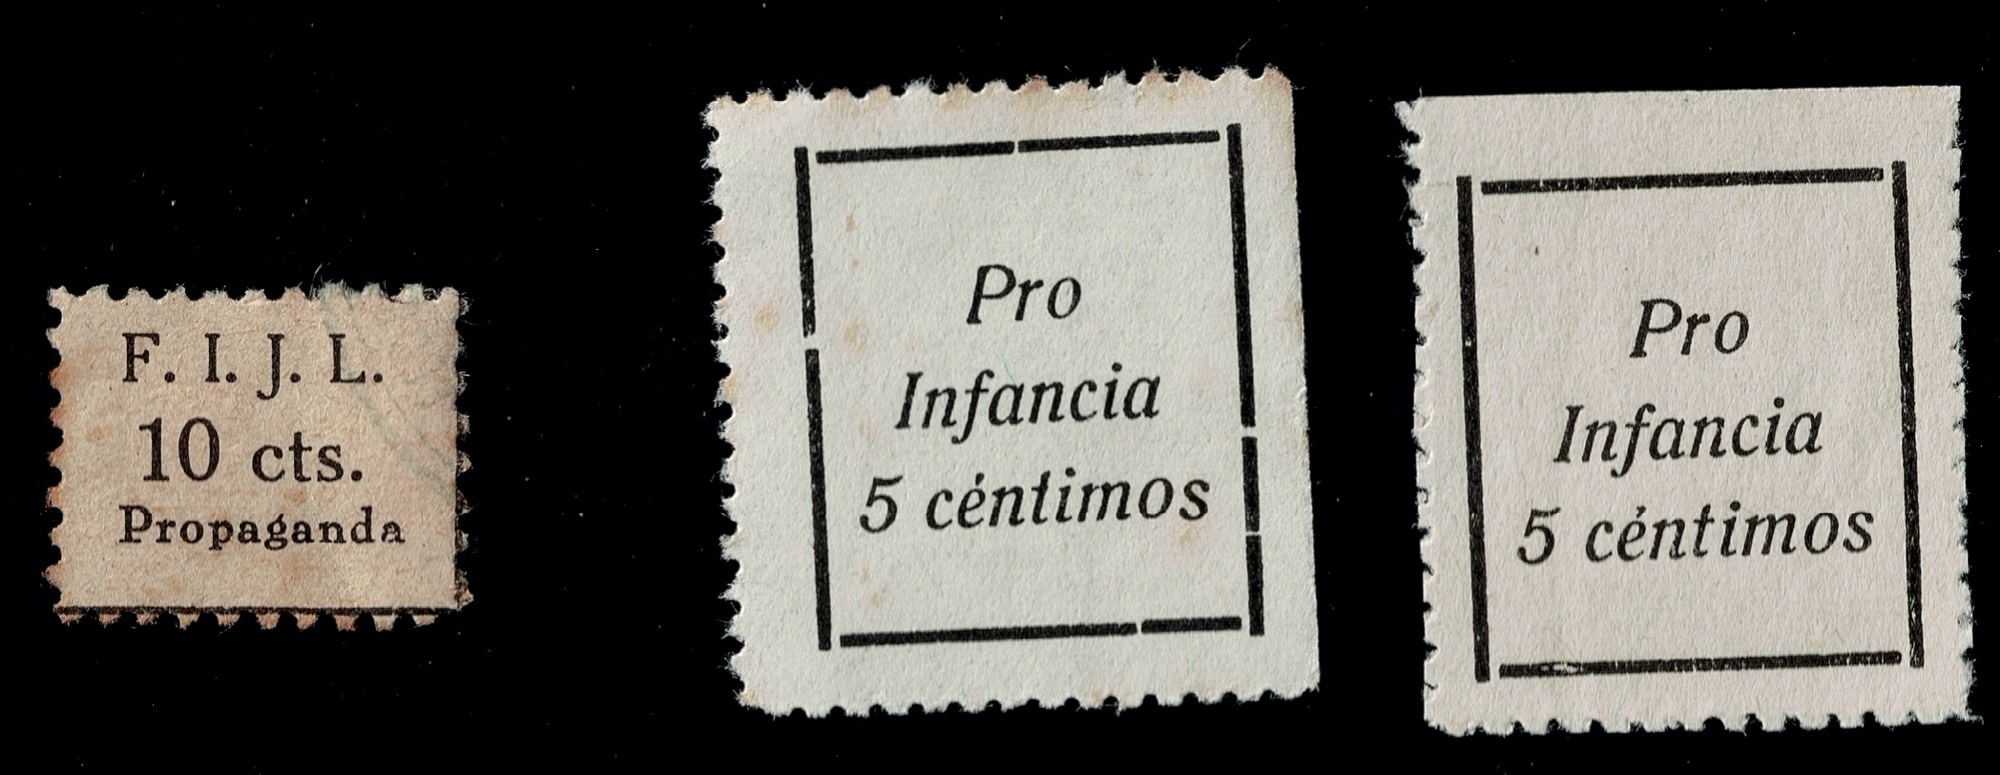 F. I. J. L.
10 cts.
Propaganda
Pro
Infancia
5 céntimos
Pro
Infancia
5 céntimos